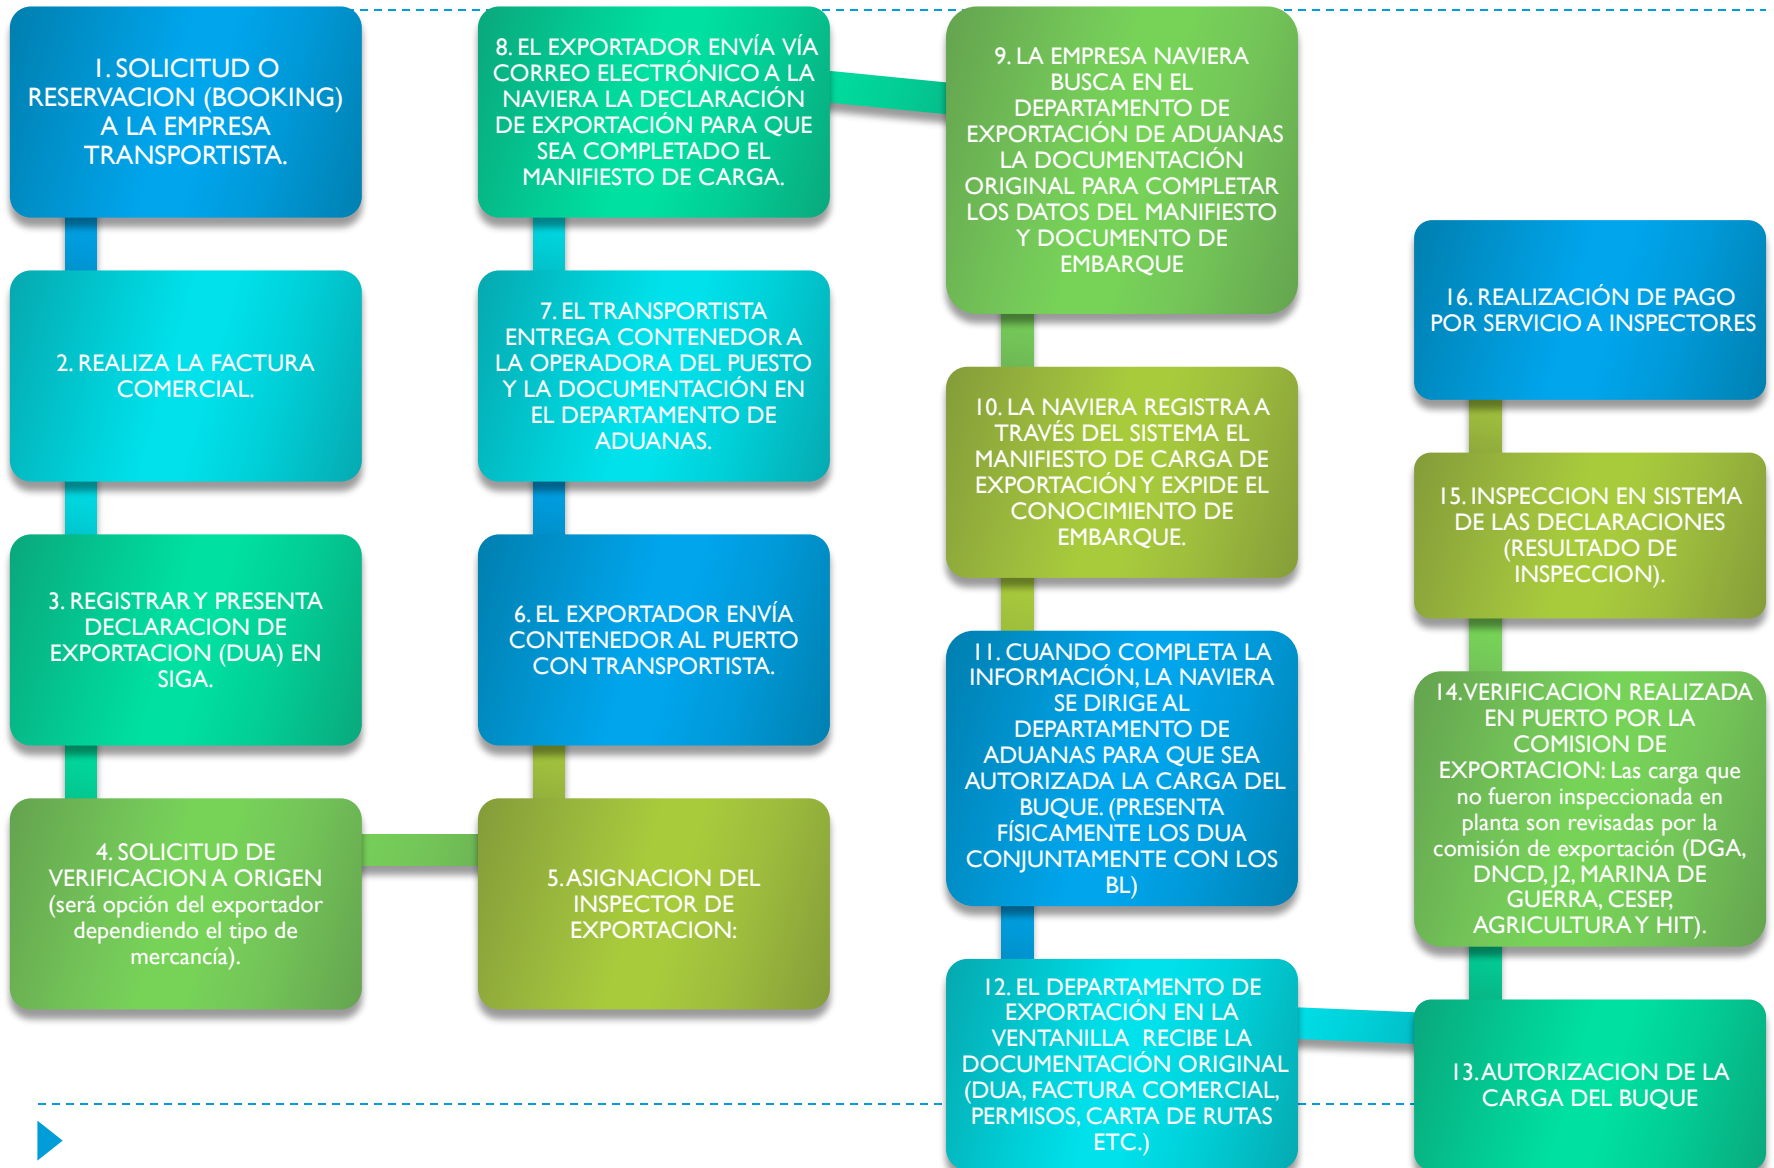 1. SOLICITUD O
RESERVACION (BOOKING)
A LA EMPRESA
TRANSPORTISTA.
2. REALIZA LA FACTURA
COMERCIAL.
3. REGISTRAR Y PRESENTA
DECLARACION DE
EXPORTACION (DUA) EN
SIGA.
4. SOLICITUD DE
VERIFICACION A ORIGEN
(será opción del exportador
dependiendo el tipo de
mercancía).
5. ASIGNACION DEL
INSPECTOR DE
EXPORTACION:
6. EL EXPORTADOR ENVÍA
CONTENEDOR AL PUERTO
CON TRANSPORTISTA.
7. EL TRANSPORTISTA
ENTREGA CONTENEDOR A
LA OPERADORA DEL PUESTO
Y LA DOCUMENTACIÓN EN
EL DEPARTAMENTO DE
ADUANAS.
8. EL EXPORTADOR ENVÍA VÍA
CORREO ELECTRÓNICO A LA
NAVIERA LA DECLARACIÓN
DE EXPORTACIÓN PARA QUE
SEA COMPLETADO EL
MANIFIESTO DE CARGA.
9. LA EMPRESA NAVIERA
BUSCA EN EL
DEPARTAMENTO DE
EXPORTACIÓN DE ADUANAS
LA DOCUMENTACIÓN
ORIGINAL PARA COMPLETAR
LOS DATOS DEL MANIFIESTO
Y DOCUMENTO DE
EMBARQUE
10. LA NAVIERA REGISTRA A
TRAVÉS DEL SISTEMA EL
MANIFIESTO DE CARGA DE
EXPORTACIÓN Y EXPIDE EL
CONOCIMIENTO DE
EMBARQUE.
11. CUANDO COMPLETA LA
INFORMACIÓN, LA NAVIERA
SE DIRIGE AL
DEPARTAMENTO DE
ADUANAS PARA QUE SEA
AUTORIZADA LA CARGA DEL
BUQUE. (PRESENTA
FÍSICAMENTE LOS DUA
CONJUNTAMENTE CON LOS
BL)
12. EL DEPARTAMENTO DE
EXPORTACIÓN EN LA
VENTANILLA RECIBE LA
DOCUMENTACIÓN ORIGINAL
(DUA, FACTURA COMERCIAL,
PERMISOS, CARTA DE RUTAS
ETC.)
13. AUTORIZACION DE LA
CARGA DEL BUQUE
14. VERIFICACION REALIZADA
EN PUERTO POR LA
COMISION DE
EXPORTACION: Las carga que
no fueron inspeccionada en
planta son revisadas por la
comisión de exportación (DGA,
DNCD, J2, MARINA DE
GUERRA, CESEP,
AGRICULTURA Y HIT).
15. INSPECCION EN SISTEMA
DE LAS DECLARACIONES
(RESULTADO DE
INSPECCION).
16. REALIZACIÓN DE PAGO
POR SERVICIO A INSPECTORES